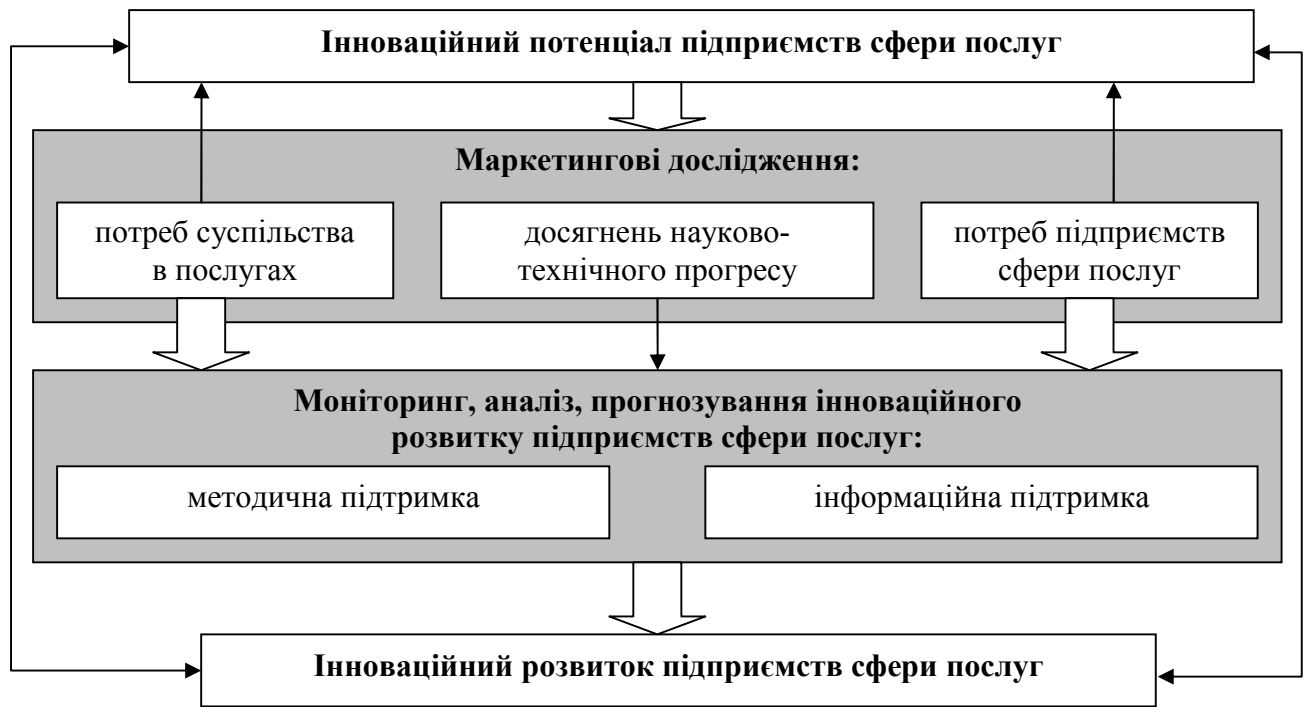 Інноваційний потенціал підприємств сфери послуг
Маркетингові дослідження:
потреб суспільства
в послугах
досягнень науково-
технічного прогресу
потреб підприємств
сфери послуг
Моніторинг, аналіз, прогнозування інноваційного
розвитку підприємств сфери послуг:
методична підтримка
інформаційна підтримка
Інноваційний розвиток підприємств сфери послуг